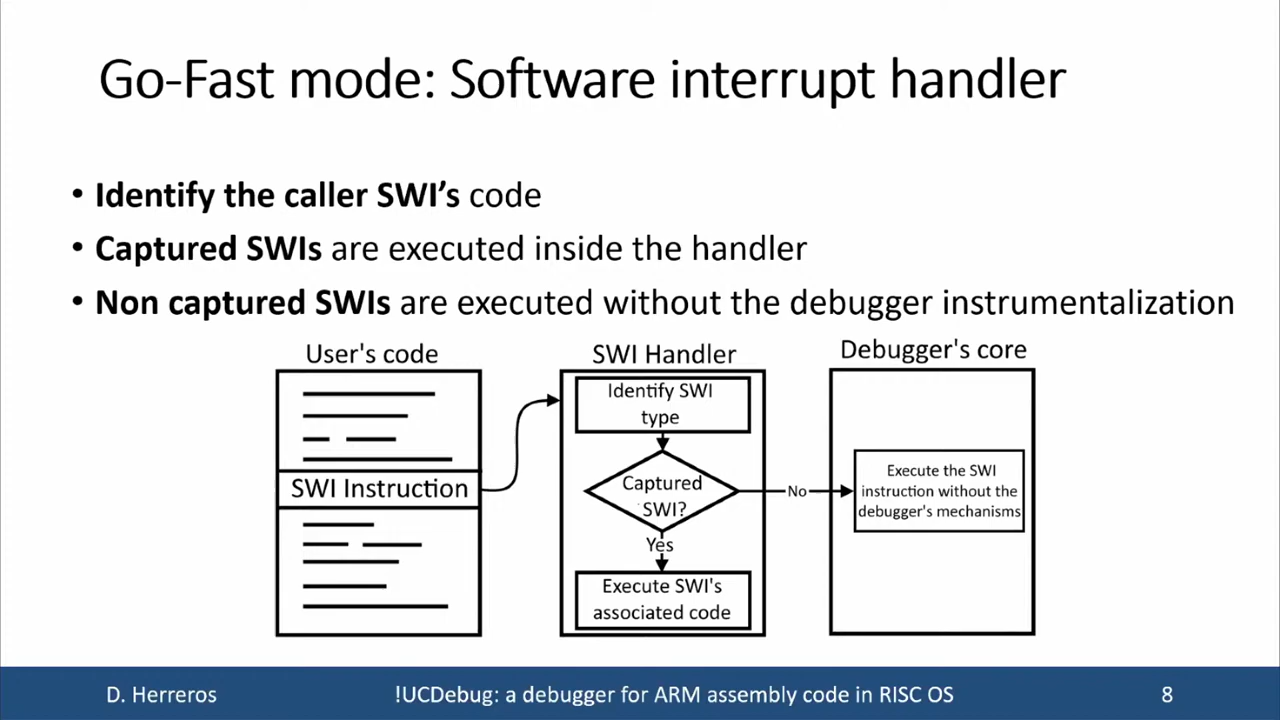 Go-Fast mode: Software interrupt handler
• Identify the caller SWI’s code
• Captured SWIs are executed inside the handler
• Non captured SWIs are executed without the debugger instrumentalization
User's code
SWI Instruction
SWI Handler
Identify SWI
type
Captured
SWI?
No
Yes
Execute SWI's
associated code
Debugger's core
Execute the SWI
instruction without the
debugger's mechanisms
D. Herreros
!UCDebug: a debugger for ARM assembly code in RISC OS
8